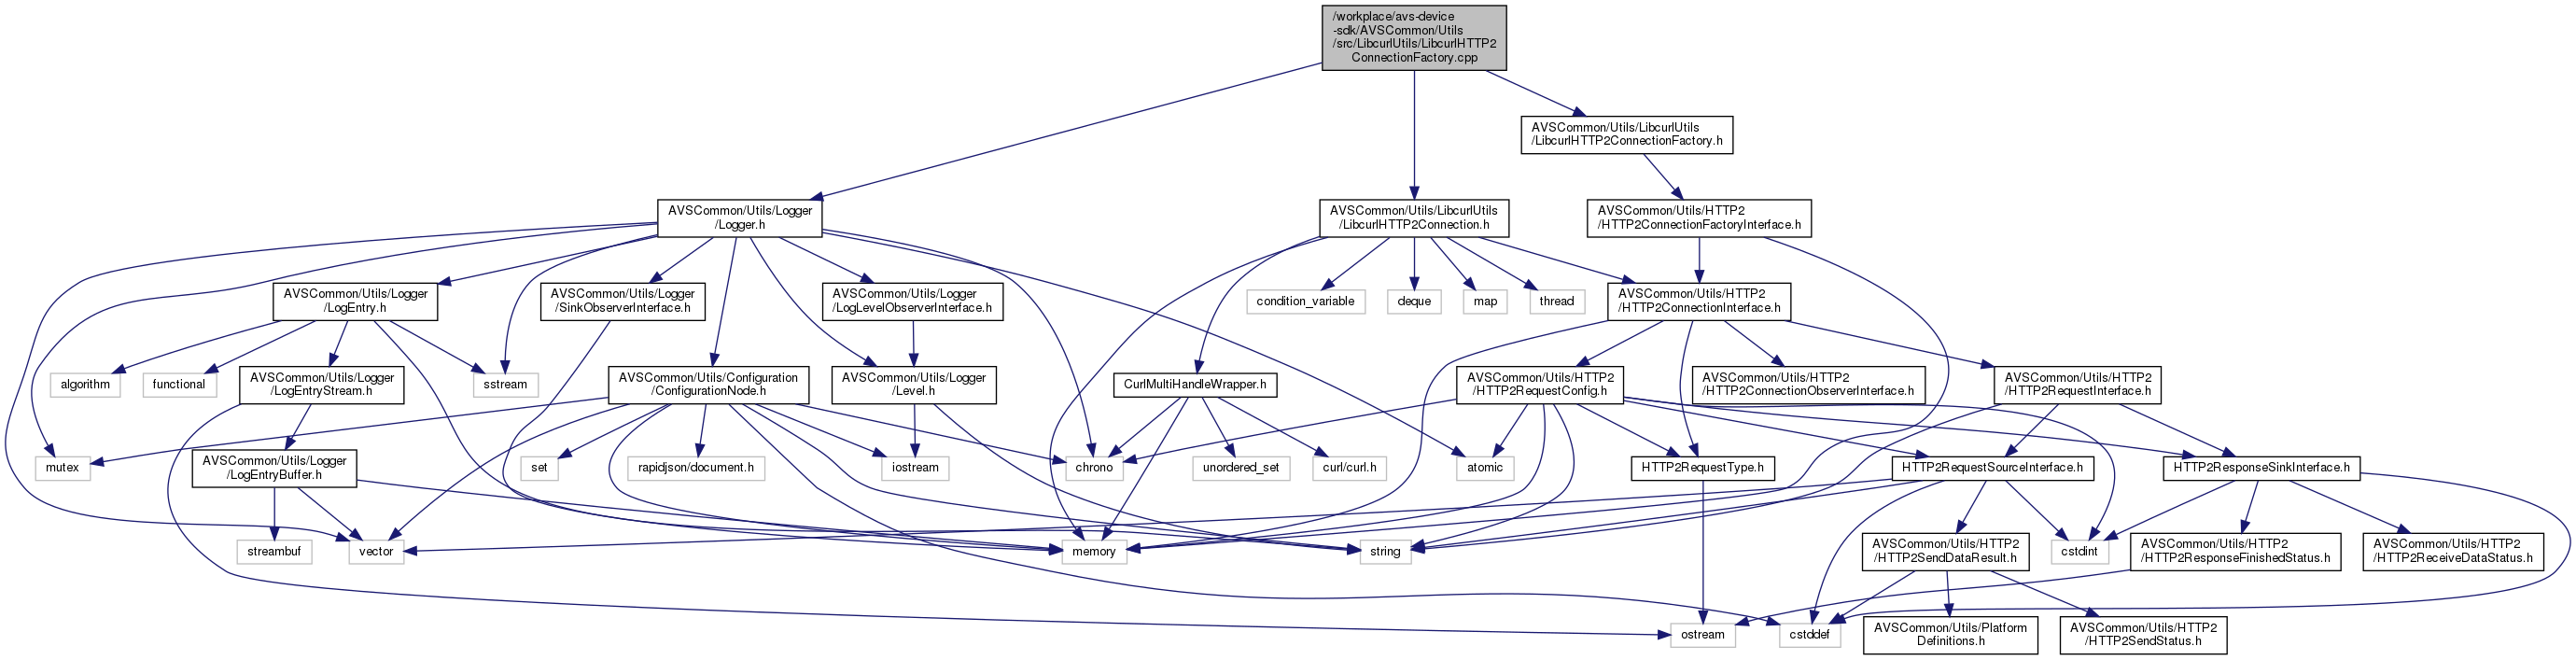 /workplace/avs-device
-sdk/AVSCommon/Utils
/src/LibcurlUtils/LibcurlHTTP2
ConnectionFactory.cpp
AVSCommon/Utils/LibcurlUtils
/LibcurlHTTP2ConnectionFactory.h
AVSCommon/Utils/Logger
/Logger.h
AVSCommon/Utils/LibcurlUtils
/LibcurlHTTP2Connection.h
AVSCommon/Utils/HTTP2
/HTTP2ConnectionFactoryInterface.h
AVSCommon/Utils/Logger
/LogEntry.h
AVSCommon/Utils/Logger
/SinkObserverInterface.h
AVSCommon/Utils/Logger
/LogLevelObserverInterface.h
condition_variable
deque
map
thread
AVSCommon/Utils/HTTP2
/HTTP2ConnectionInterface.h
algorithm
functional
AVSCommon/Utils/Logger
/LogEntryStream.h
sstream
AVSCommon/Utils/Configuration
/ConfigurationNode.h
AVSCommon/Utils/Logger
/Level.h
CurlMultiHandleWrapper.h
AVSCommon/Utils/HTTP2
/HTTP2RequestConfig.h
AVSCommon/Utils/HTTP2
/HTTP2ConnectionObserverInterface.h
AVSCommon/Utils/HTTP2
/HTTP2RequestInterface.h
mutex
AVSCommon/Utils/Logger
/LogEntryBuffer.h
set
rapidjson/document.h
iostream
chrono
unordered_set
curl/curl.h
atomic
HTTP2RequestType.h
HTTP2RequestSourceInterface.h
HTTP2ResponseSinkInterface.h
streambuf
vector
memory
string
AVSCommon/Utils/HTTP2
/HTTP2SendDataResult.h
cstdint
AVSCommon/Utils/HTTP2
/HTTP2ResponseFinishedStatus.h
AVSCommon/Utils/HTTP2
/HTTP2ReceiveDataStatus.h
ostream
cstddef
AVSCommon/Utils/Platform
Definitions.h
AVSCommon/Utils/HTTP2
/HTTP2SendStatus.h